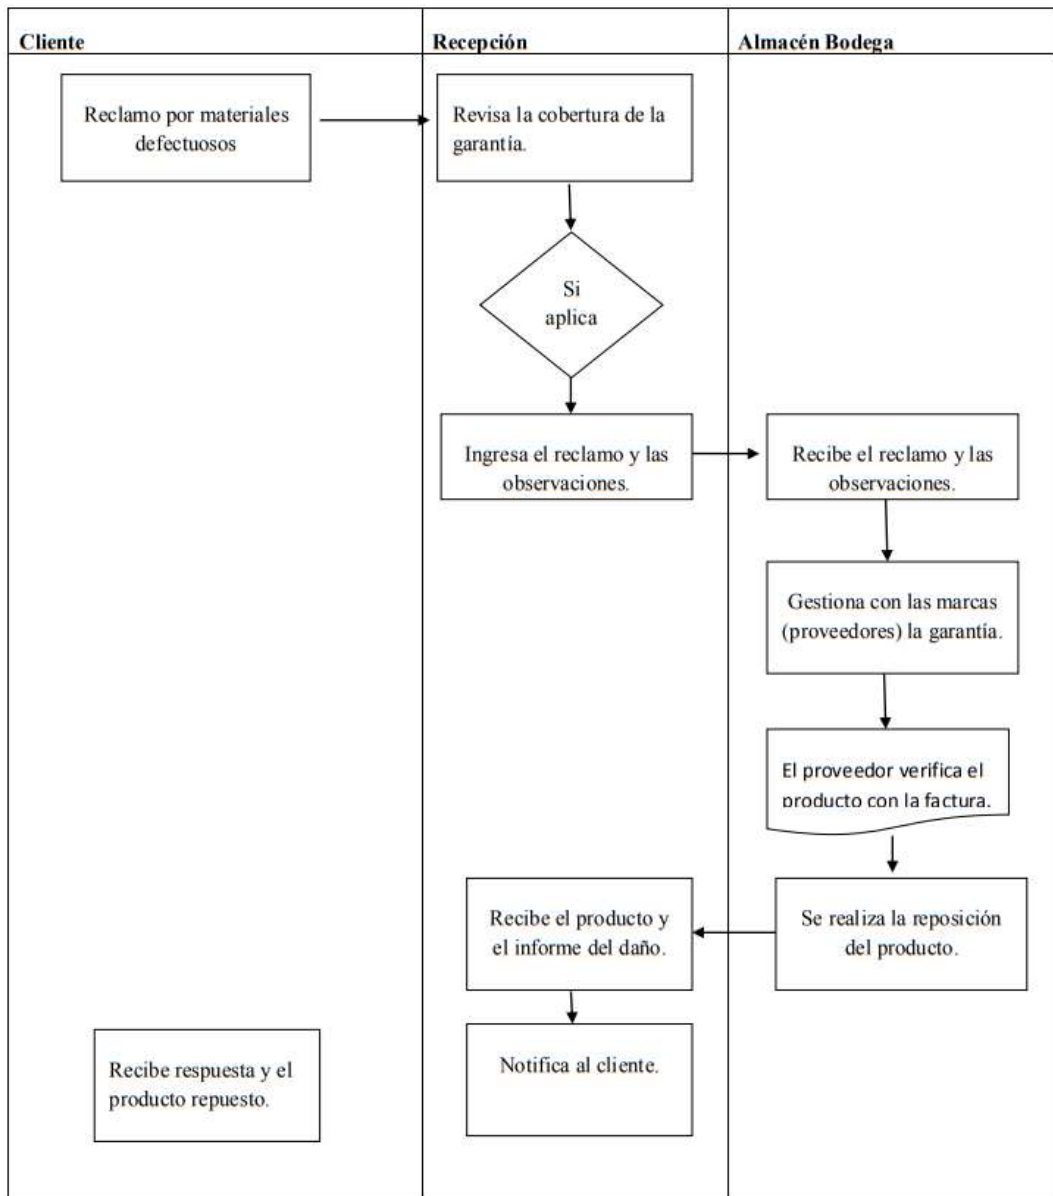 Cliente
Recepción
Almacén Bodega
Reclamo por materiales
defectuosos
Revisa la cobertura de la
garantía.
Si
aplica
Ingresa el reclamo y las
observaciones.
Recibe el reclamo y las
observaciones.
Gestiona con las marcas
(proveedores) la garantía.
El proveedor verifica el
producto con la factura.
Se realiza la reposición
del producto.
Recibe el producto y
el informe del daño.
Notifica al cliente.
Recibe respuesta y el
producto repuesto.